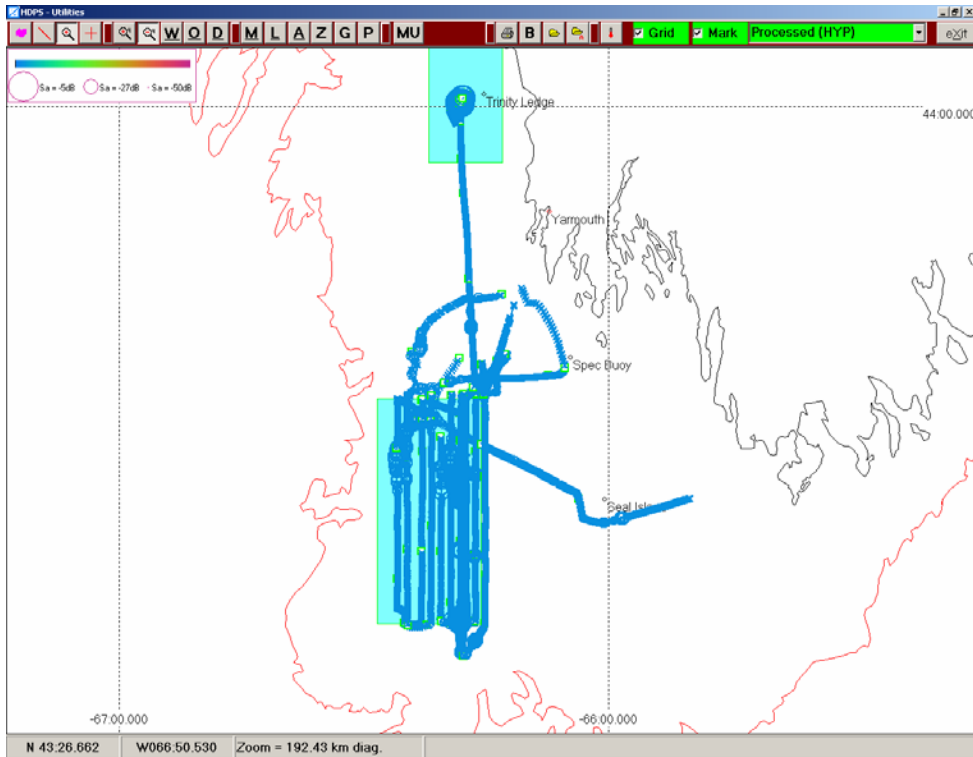 HDPS - Utilities
W O D M L A Z G P MU B Grid Mark Processed (HYP) eXit
Sa = -5dB Sa = -27dB Sa = -50dB
Trinity Ledge
44:00.000
Yarmouth
Spec Buoy
Seal Isl
-67:00.000 -66:00.000
N 43:26.662 W066:50.530 Zoom = 192.43 km diag.